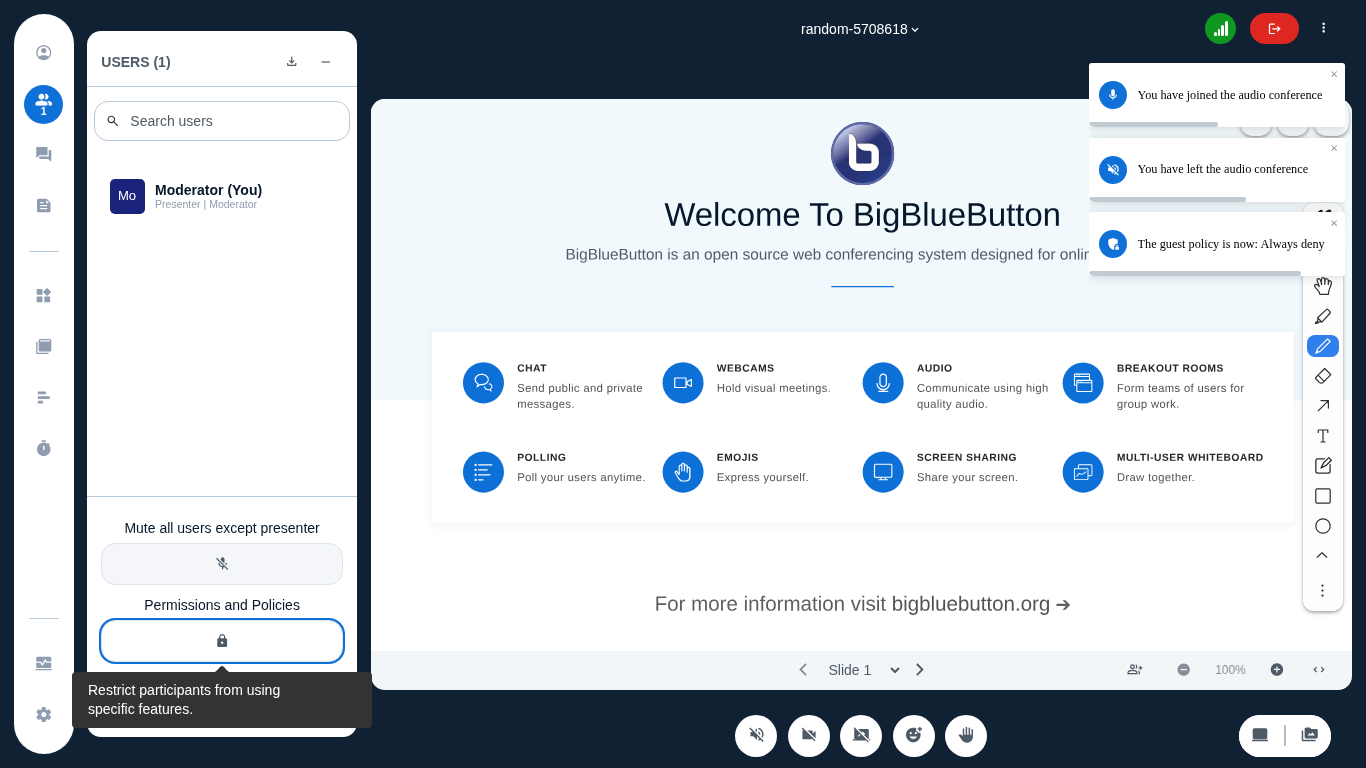 random-5708618
USERS (1)
1
Search users
Mo
Moderator (You)
Presenter | Moderator
Mute all users except presenter
Permissions and Policies
Restrict participants from using
specific features.
You have joined the audio conference
You have left the audio conference
The guest policy is now: Always deny
Welcome To BigBlueButton
BigBlueButton is an open source web conferencing system designed for onli
CHAT
Send public and private
messages.
WEBCAMS
Hold visual meetings.
AUDIO
Communicate using high
quality audio.
BREAKOUT ROOMS
Form teams of users for
group work.
POLLING
Poll your users anytime.
EMOJIS
Express yourself.
SCREEN SHARING
Share your screen.
MULTI-USER WHITEBOARD
Draw together.
For more information visit bigbluebutton.org ➔
Slide 1
100%